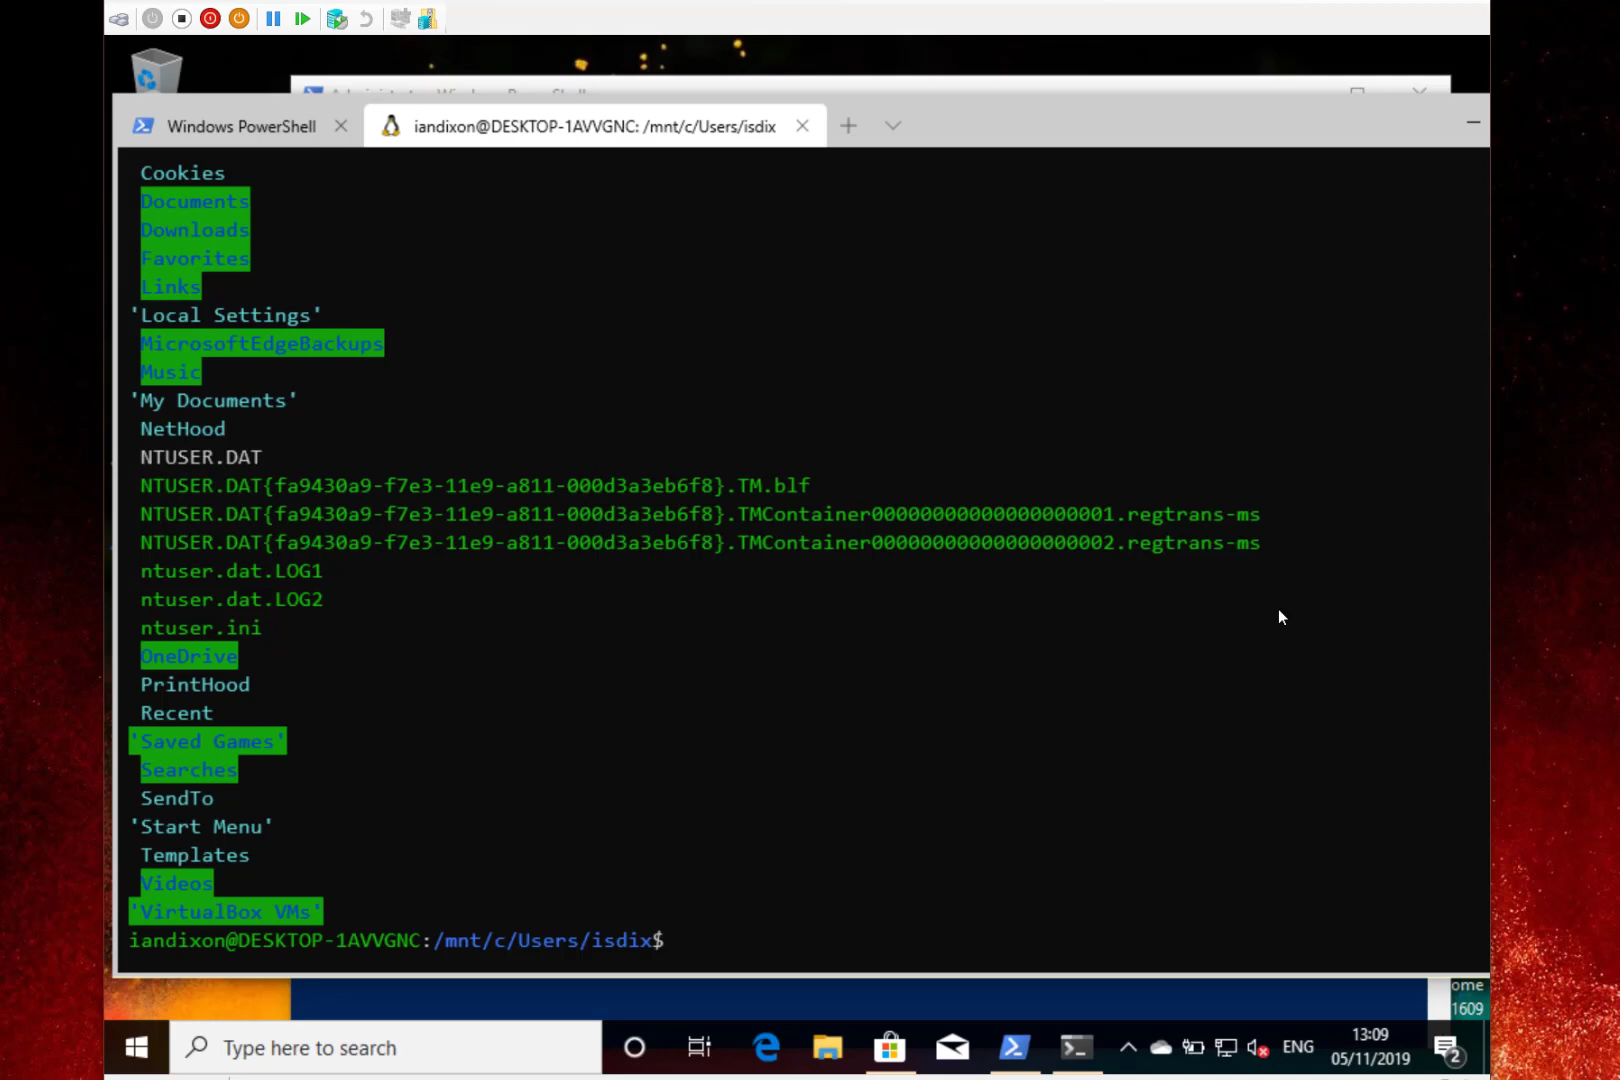 Windows PowerShell
iandixon@DESKTOP-1AVVGNC: /mnt/c/Users/isdix
Cookies
Documents
Downloads
Favorites
Links
'Local Settings'
MicrosoftEdgeBackups
Music
'My Documents'
NetHood
NTUSER.DAT
NTUSER.DAT{fa9430a9-f7e3-11e9-a811-000d3a3eb6f8}.TM.blf
NTUSER.DAT{fa9430a9-f7e3-11e9-a811-000d3a3eb6f8}.TMContainer00000000000000000001.regtrans-ms
NTUSER.DAT{fa9430a9-f7e3-11e9-a811-000d3a3eb6f8}.TMContainer00000000000000000002.regtrans-ms
ntuser.dat.LOG1
ntuser.dat.LOG2
ntuser.ini
OneDrive
PrintHood
Recent
'Saved Games'
Searches
SendTo
'Start Menu'
Templates
Videos
'VirtualBox VMs'
iandixon@DESKTOP-1AVVGNC:/mnt/c/Users/isdix$
ome
1609
Type here to search
ENG
13:09
05/11/2019
2